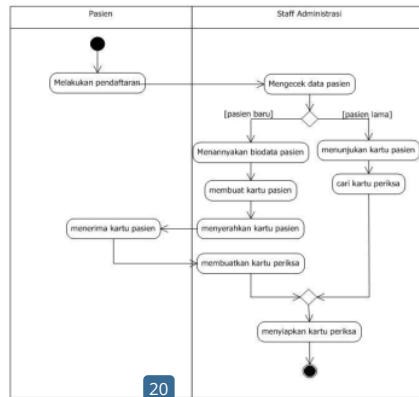 Pasien
Staff Administrasi
Melakukan pendaftaran
Mengecek data pasien
[pasien baru]
[pasien lama]
Menannyakan biodata pasien
menunjukan kartu pasien
membuat kartu pasien
cari kartu periksa
menerima kartu pasien
menyerahkan kartu pasien
membuatkan kartu periksa
menyiapkan kartu periksa
20